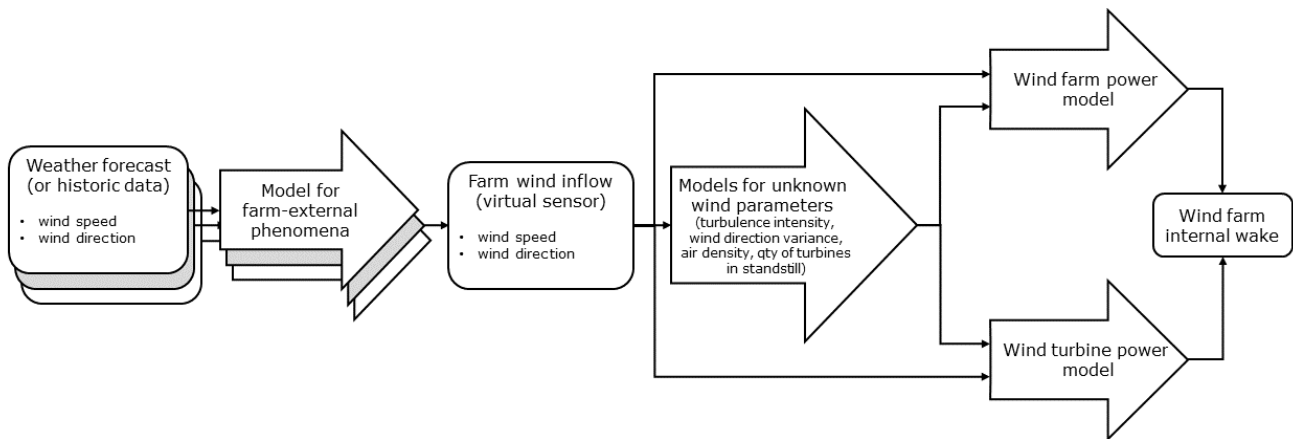 Weather forecast
(or historic data)
• wind speed
• wind direction
Model for
farm-external
phenomena
Farm wind inflow
(virtual sensor)
• wind speed
• wind direction
Models for unknown
wind parameters
(turbulence intensity,
wind direction variance,
air density, qty of turbines
in standstill)
Wind farm power
model
Wind turbine power
model
Wind farm
internal wake